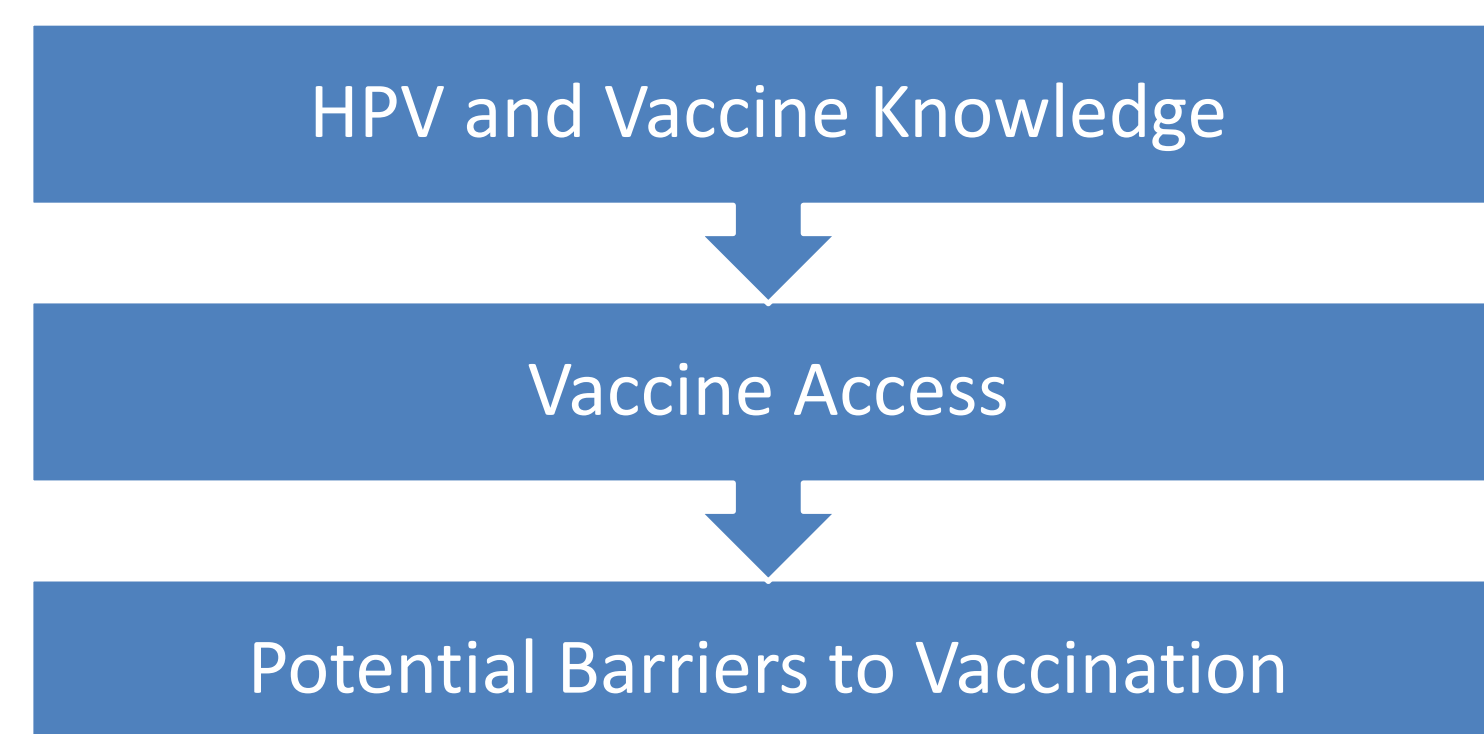 HPV and Vaccine Knowledge
Vaccine Access
Potential Barriers to Vaccination